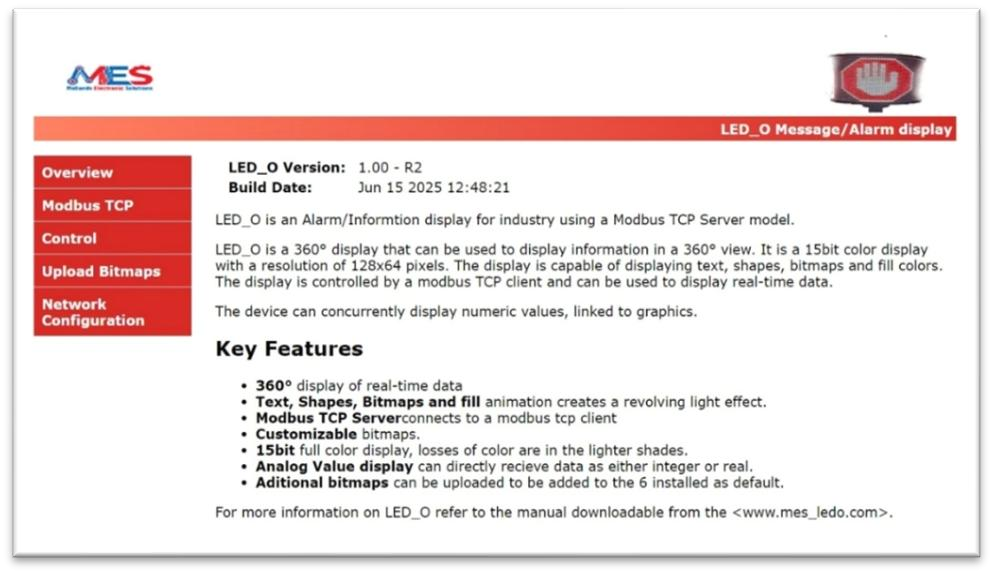 MES
Midlands Electronic Solutions
LED_O Message/Alarm display
Overview
Modbus TCP
Control
Upload Bitmaps
Network
Configuration
LED_O Version: 1.00 - R2
Build Date: Jun 15 2025 12:48:21
LED_O is an Alarm/Informtion display for industry using a Modbus TCP Server model.
LED_O is a 360° display that can be used to display information in a 360° view. It is a 15bit color display
with a resolution of 128x64 pixels. The display is capable of displaying text, shapes, bitmaps and fill colors.
The display is controlled by a modbus TCP client and can be used to display real-time data.
The device can concurrently display numeric values, linked to graphics.
Key Features
• 360° display of real-time data
• Text, Shapes, Bitmaps and fill animation creates a revolving light effect.
• Modbus TCP Serverconnects to a modbus tcp client
• Customizable bitmaps.
• 15bit full color display, losses of color are in the lighter shades.
• Analog Value display can directly recieve data as either integer or real.
• Aditional bitmaps can be uploaded to be added to the 6 installed as default.
For more information on LED_O refer to the manual downloadable from the <www.mes_ledo.com>.